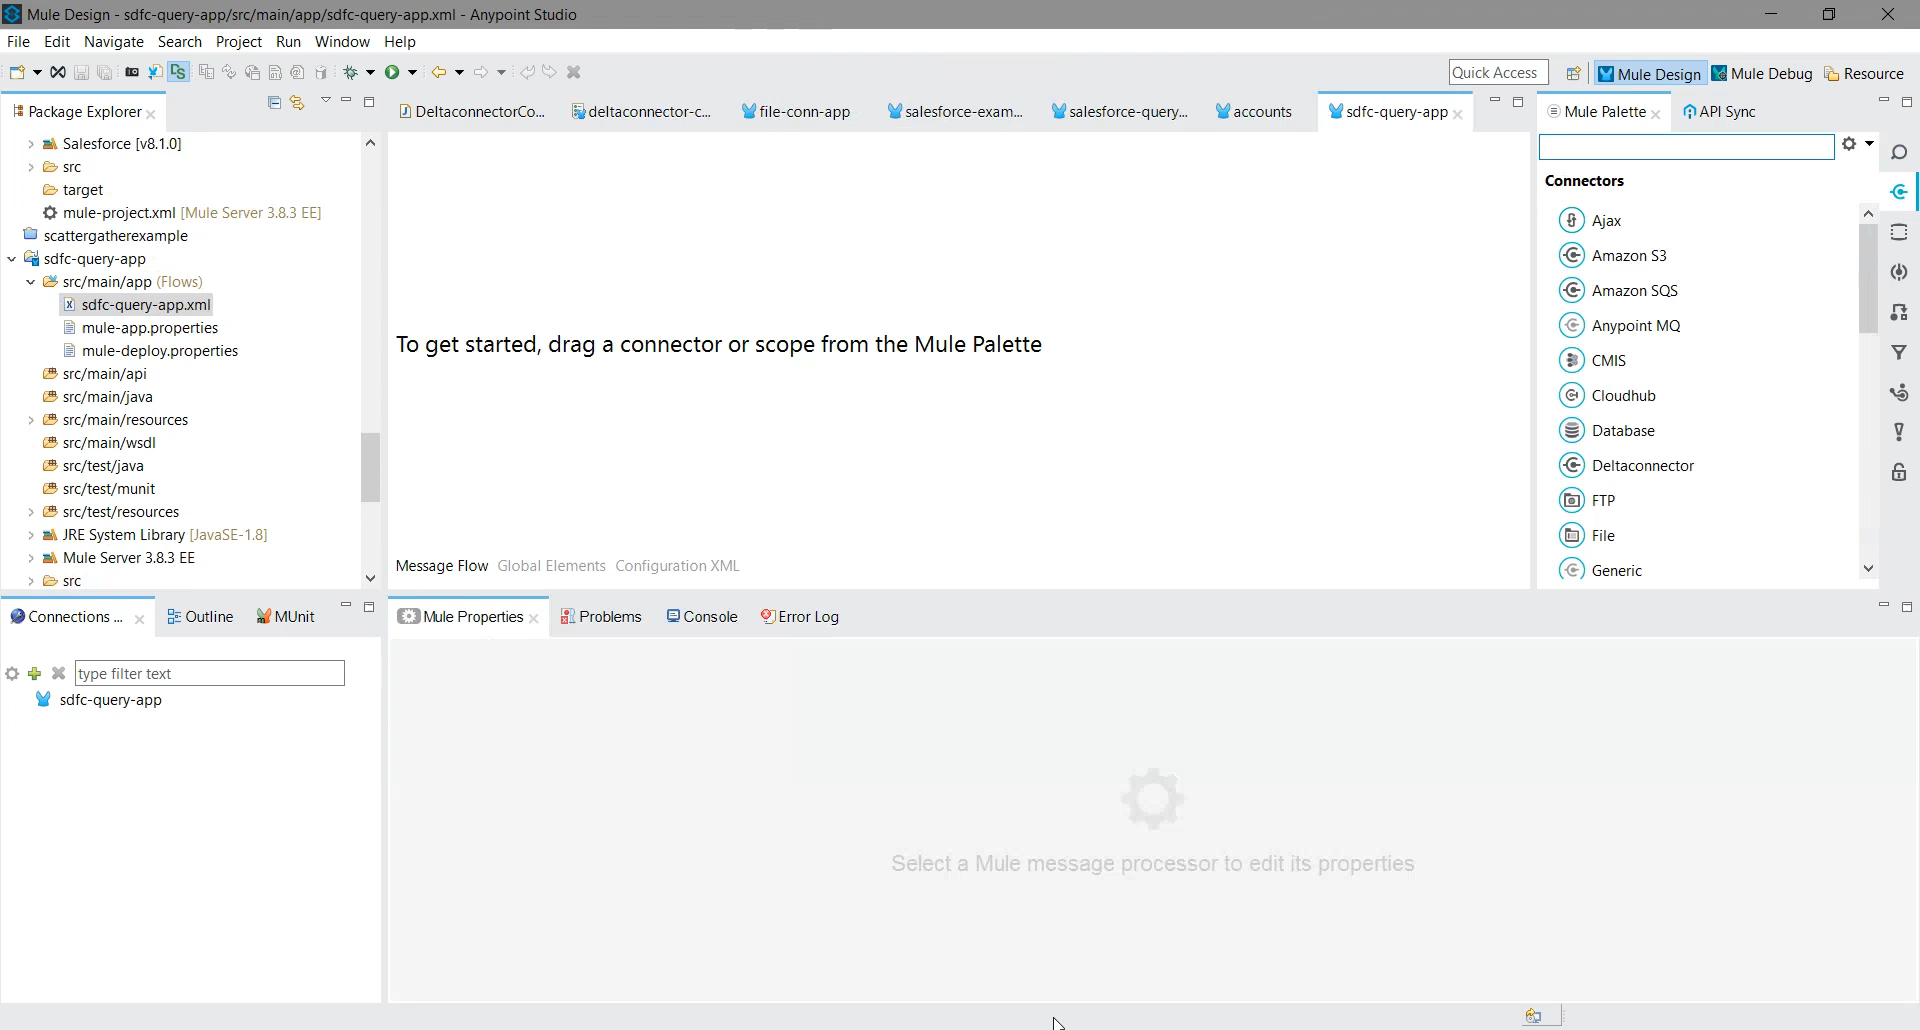 Mule Design - sdfc-query-app/src/main/app/sdfc-query-app.xml - Anypoint Studio
File Edit Navigate Search Project Run Window Help
Quick Access
Mule Design
Mule Debug
Resource
Package Explorer
Salesforce [v8.1.0]
src
target
mule-project.xml [Mule Server 3.8.3 EE]
scattergatherexample
sdfc-query-app
src/main/app (Flows)
sdfc-query-app.xml
mule-app.properties
mule-deploy.properties
src/main/api
src/main/java
src/main/resources
src/main/wsdl
src/test/java
src/test/munit
src/test/resources
JRE System Library [JavaSE-1.8]
Mule Server 3.8.3 EE
src
DeltaconnectorCo... deltaconnector-c... file-conn-app salesforce-exam... salesforce-query... accounts sdfc-query-app
To get started, drag a connector or scope from the Mule Palette
Message Flow Global Elements Configuration XML
Mule Palette API Sync
Connectors
Ajax
Amazon S3
Amazon SQS
Anypoint MQ
CMIS
Cloudhub
Database
Deltaconnector
FTP
File
Generic
Connections ... Outline MUnit
type filter text
sdfc-query-app
Mule Properties Problems Console Error Log
Select a Mule message processor to edit its properties